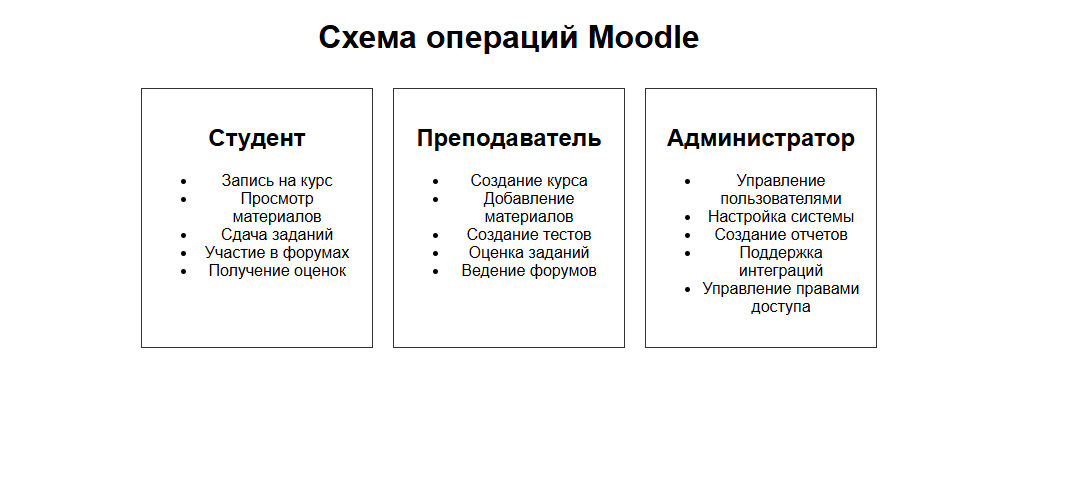 Схема операций Moodle
Студент
Запись на курс
Просмотр
материалов
Сдача заданий
Участие в форумах
Получение оценок
Преподаватель
Создание курса
Добавление
материалов
Создание тестов
Оценка заданий
Ведение форумов
Администратор
Управление
пользователями
Настройка системы
Создание отчетов
Поддержка
интеграций
Управление правами
доступа